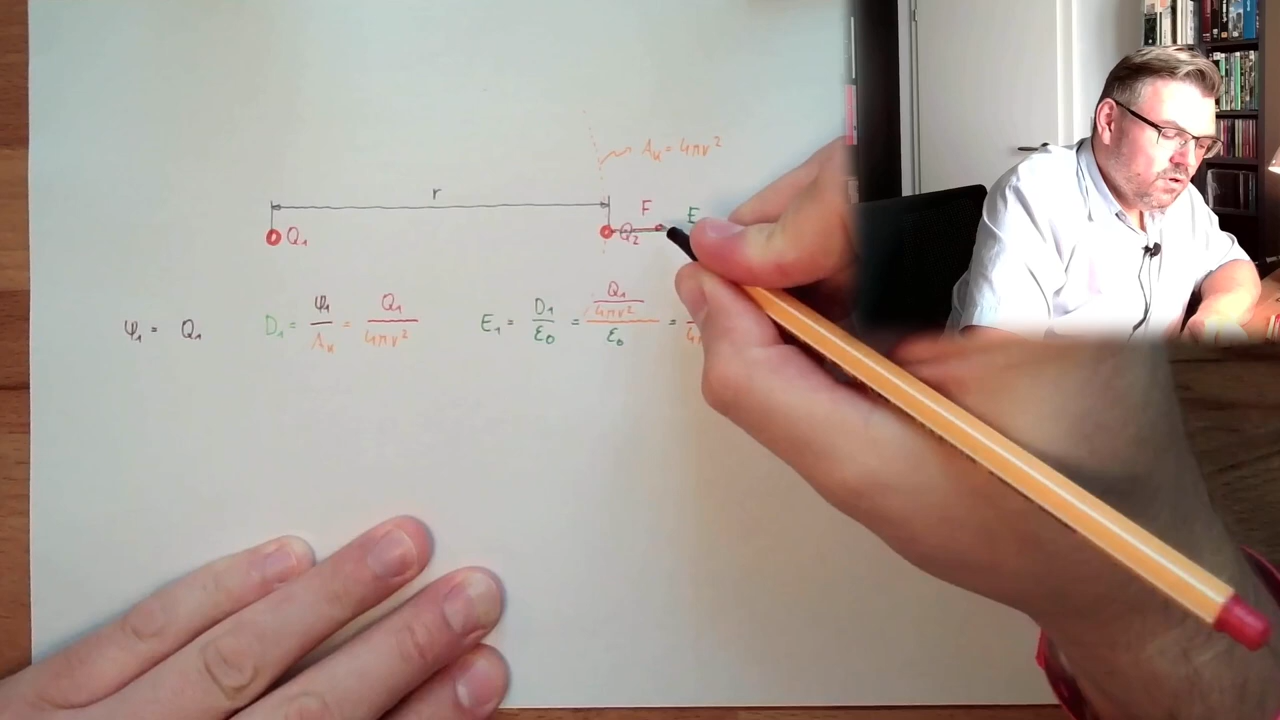 A_K = 4πr²
r
F
E
Q₁
Q₂
ψ₁ = Q₁
D₁ = ψ₁/A_K = Q₁/4πr²
E₁ = D₁/ε₀ = (Q₁/4πr²)/ε₀ =